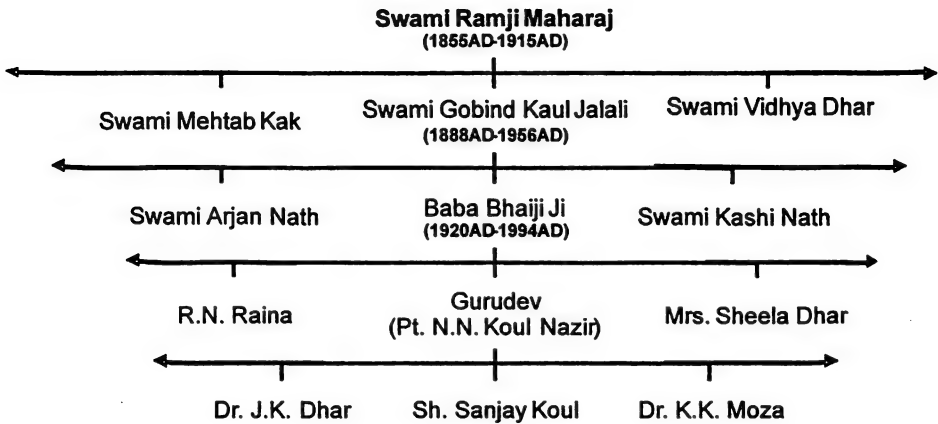 Swami Ramji Maharaj
(1855AD-1915AD)
Swami Mehtab Kak
Swami Gobind Kaul Jalali
(1888AD-1956AD)
Swami Vidhya Dhar
Swami Arjan Nath
Baba Bhaiji Ji
(1920AD-1994AD)
Swami Kashi Nath
R.N. Raina
Gurudev
(Pt. N.N. Koul Nazir)
Mrs. Sheela Dhar
Dr. J.K. Dhar
Sh. Sanjay Koul
Dr. K.K. Moza